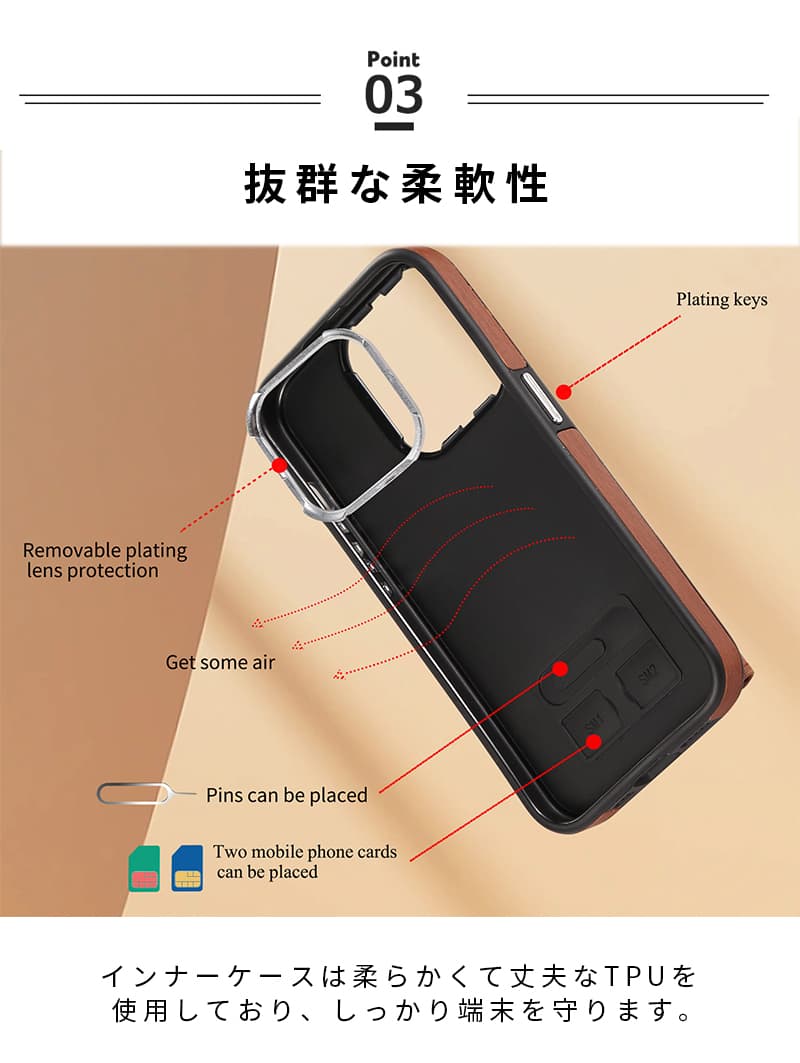 Point
03
抜群な柔軟性
Plating keys
Removable plating
lens protection
Get some air
SIM2
SIM1
Pins can be placed
Two mobile phone cards
can be placed
インナーケースは柔らかくて丈夫なTPUを
使用しており、しっかり端末を守ります。